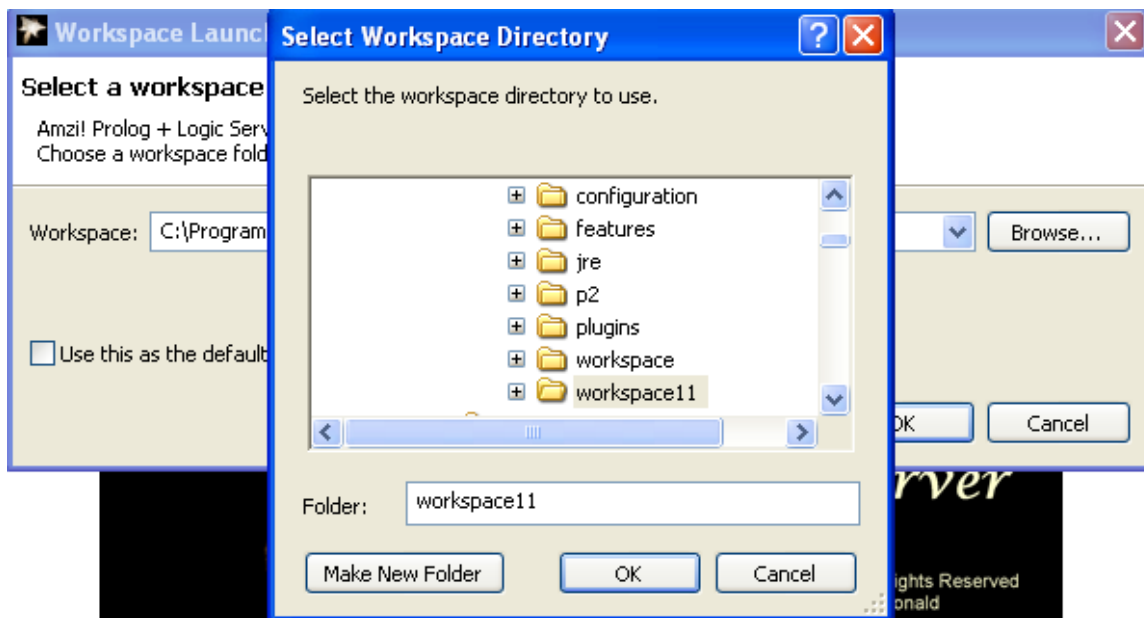 Workspace Launc
Select a workspace
Amzi! Prolog + Logic Serv
Choose a workspace fold
Workspace:
C:\Program
Browse...
Use this as the default
OK
Cancel
Select Workspace Directory
Select the workspace directory to use.
configuration
features
jre
p2
plugins
workspace
workspace11
Folder:
workspace11
Make New Folder
OK
Cancel
rver
ights Reserved
onald